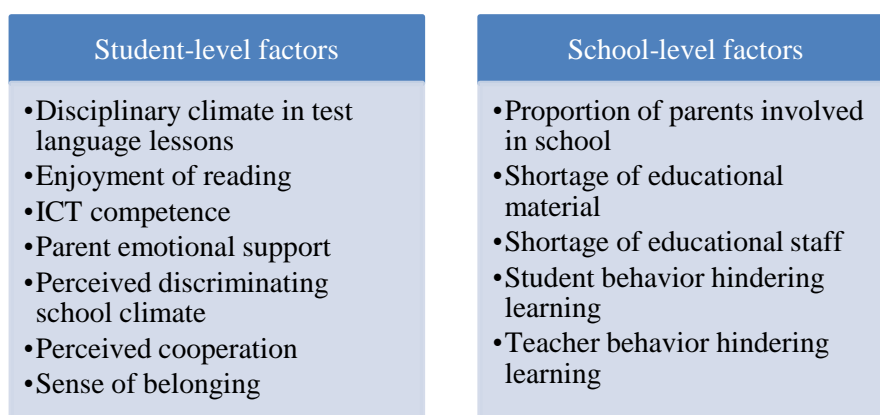 Student-level factors
•Disciplinary climate in test
language lessons
•Enjoyment of reading
•ICT competence
•Parent emotional support
•Perceived discriminating
school climate
•Perceived cooperation
•Sense of belonging
School-level factors
•Proportion of parents involved
in school
•Shortage of educational
material
•Shortage of educational staff
•Student behavior hindering
learning
•Teacher behavior hindering
learning